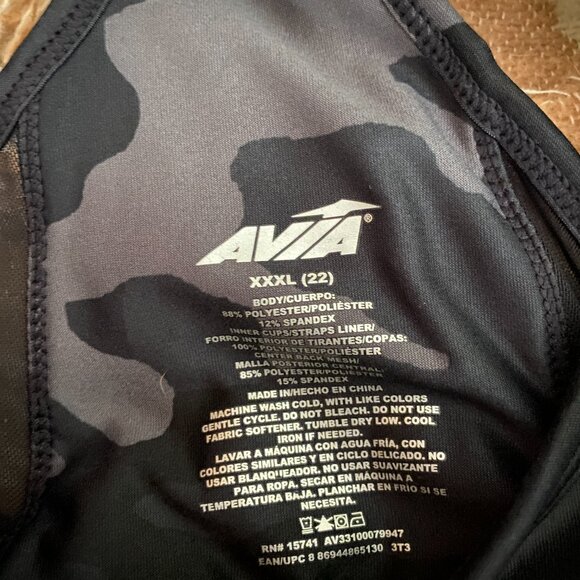 AVIA®
XXXL (22)
BODY/CUERPO:
88% POLYESTER/POLIÉSTER
12% SPANDEX
INNER CUPS/STRAPS LINER/
FORRO INTERIOR DE TIRANTES/COPAS:
100% POLYESTER/POLIÉSTER
CENTER BACK MESH/
MALLA POSTERIOR CENTRAL:
85% POLYESTER/POLIÉSTER
15% SPANDEX
MADE IN/HECHO EN CHINA
MACHINE WASH COLD, WITH LIKE COLORS
GENTLE CYCLE. DO NOT BLEACH. DO NOT USE
FABRIC SOFTENER. TUMBLE DRY LOW. COOL
IRON IF NEEDED.
LAVAR A MÁQUINA CON AGUA FRÍA, CON
COLORES SIMILARES Y EN CICLO DELICADO. NO
USAR BLANQUEADOR. NO USAR SUAVIZANTE
PARA ROPA. SECAR EN MÁQUINA A
TEMPERATURA BAJA. PLANCHAR EN FRÍO SI SE
NECESITA.
RN# 15741 AV33100079947
EAN/UPC 8 86944865130 3T3